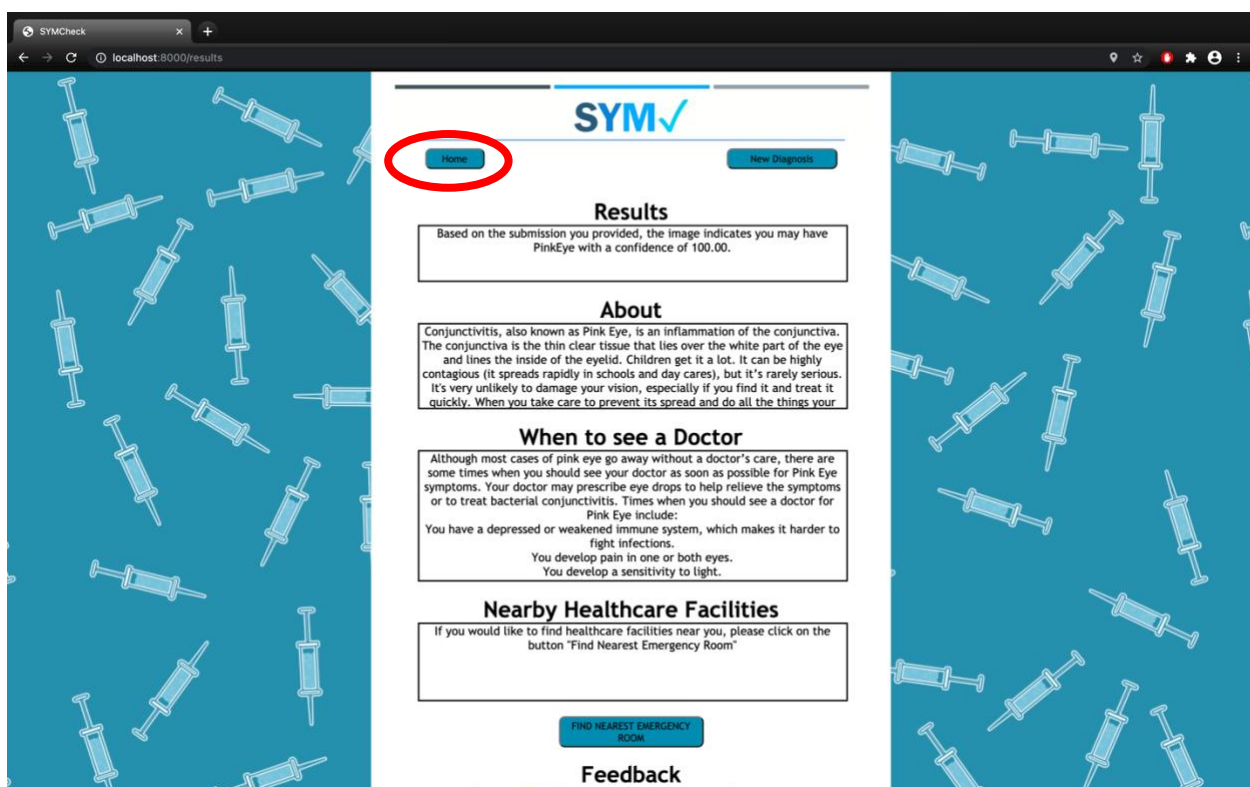 SYMCheck
localhost:8000/results
SYM✓
Home
New Diagnosis
Results
Based on the submission you provided, the image indicates you may have
PinkEye with a confidence of 100.00.
About
Conjunctivitis, also known as Pink Eye, is an inflammation of the conjunctiva.
The conjunctiva is the thin clear tissue that lies over the white part of the eye
and lines the inside of the eyelid. Children get it a lot. It can be highly
contagious (it spreads rapidly in schools and day cares), but it’s rarely serious.
It's very unlikely to damage your vision, especially if you find it and treat it
quickly. When you take care to prevent its spread and do all the things your
When to see a Doctor
Although most cases of pink eye go away without a doctor’s care, there are
some times when you should see your doctor as soon as possible for Pink Eye
symptoms. Your doctor may prescribe eye drops to help relieve the symptoms
or to treat bacterial conjunctivitis. Times when you should see a doctor for
Pink Eye include:
You have a depressed or weakened immune system, which makes it harder to
fight infections.
You develop pain in one or both eyes.
You develop a sensitivity to light.
Nearby Healthcare Facilities
If you would like to find healthcare facilities near you, please click on the
button "Find Nearest Emergency Room"
FIND NEAREST EMERGENCY
ROOM
Feedback